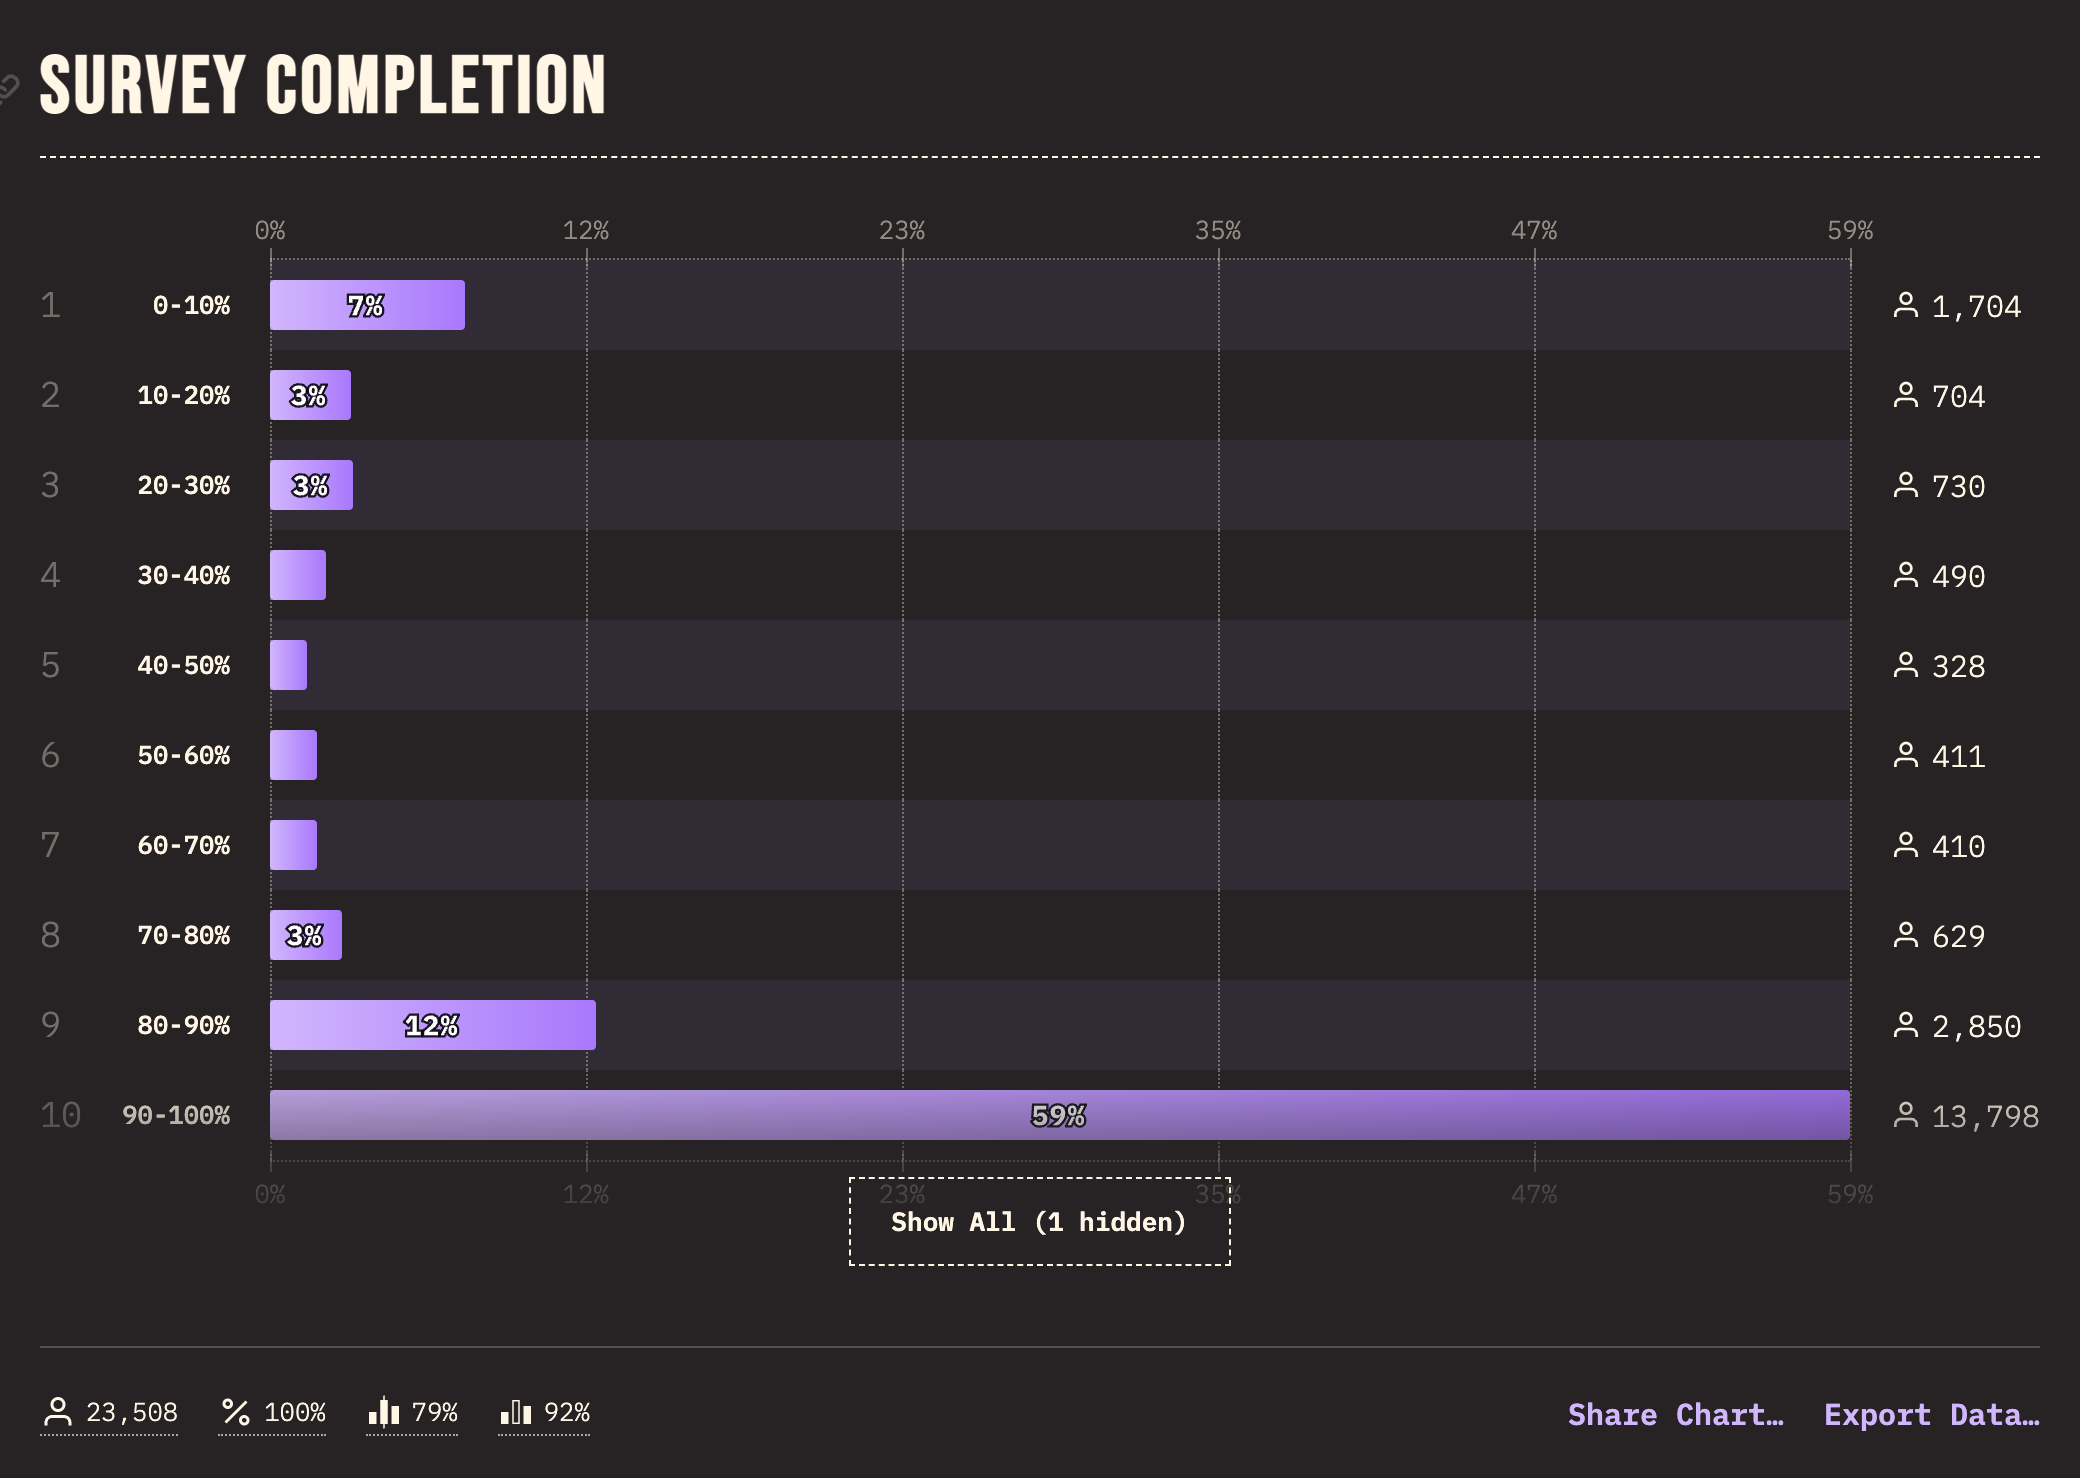 SURVEY COMPLETION
0% 12% 23% 35% 47% 59%
1 0-10% 7% 1,704
2 10-20% 3% 704
3 20-30% 3% 730
4 30-40% 490
5 40-50% 328
6 50-60% 411
7 60-70% 410
8 70-80% 3% 629
9 80-90% 12% 2,850
10 90-100% 59% 13,798
0% 12% 23% 35% 47% 59%
Show All (1 hidden)
23,508 % 100% 79% 92% Share Chart… Export Data…